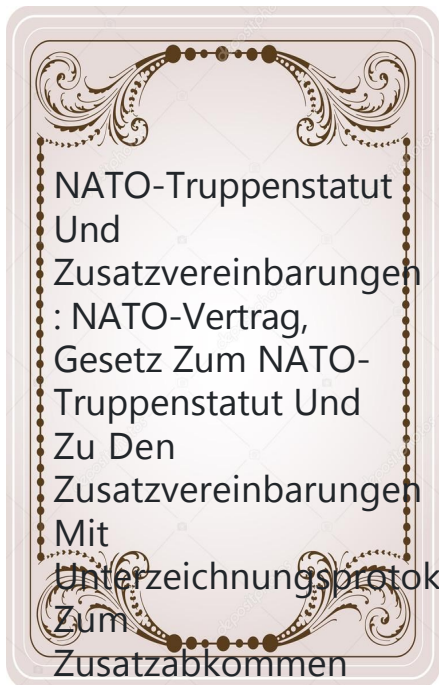 NATO-Truppenstatut
Und
Zusatzvereinbarungen
: NATO-Vertrag,
Gesetz Zum NATO-
Truppenstatut Und
Zu Den
Zusatzvereinbarungen
Mit
Unterzeichnungsprotok
Zum
Zusatzabkommen